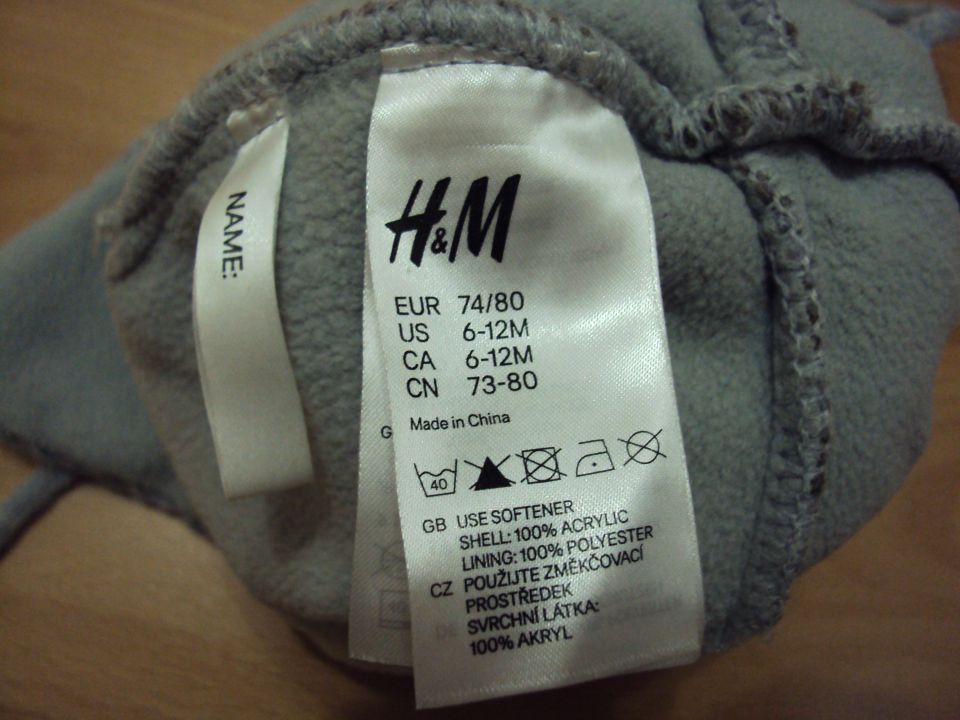 NAME:
H&M
EUR 74/80
US 6-12M
CA 6-12M
CN 73-80
Made in China
40
GB USE SOFTENER
SHELL: 100% ACRYLIC
LINING: 100% POLYESTER
CZ POUŽIJTE ZMĚKČOVACÍ
PROSTŘEDEK
SVRCHNÍ LÁTKA:
100% AKRYL